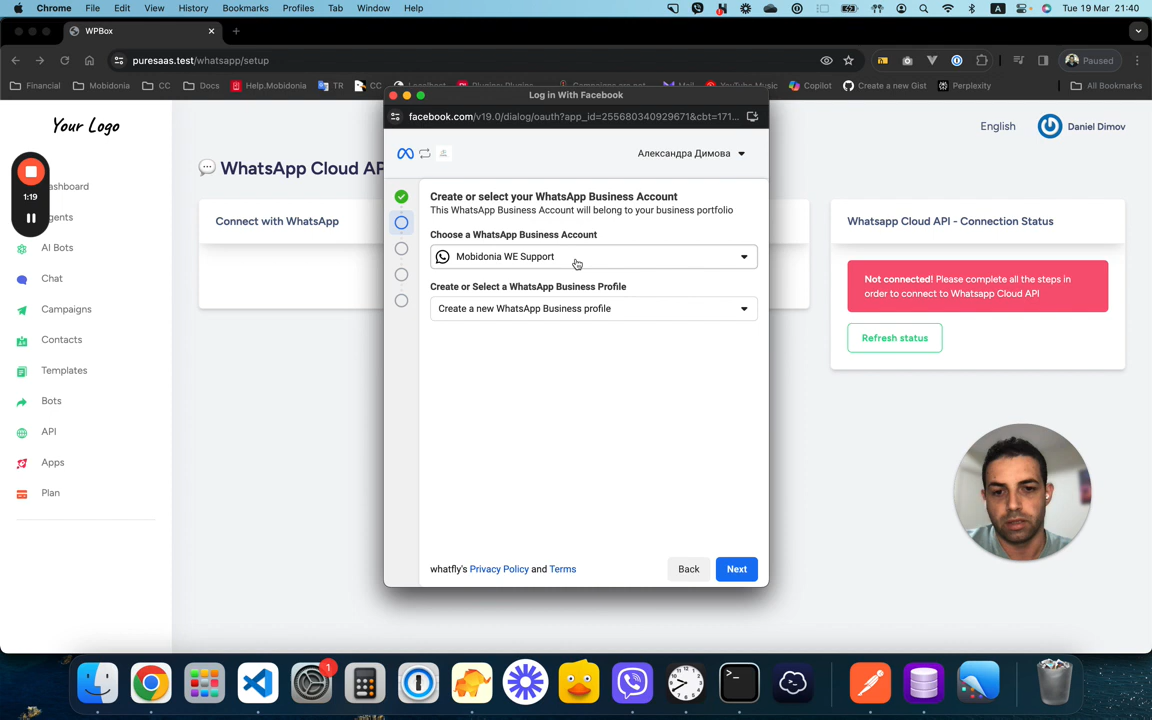 Chrome File Edit View History Bookmarks Profiles Tab Window Help
A Tue 19 Mar 21:40
WPBox
puresaas.test/whatsapp/setup
Paused
Financial Mobidonia CC Docs Help.Mobidonia TR CC
Mail YouTube Music Copilot Create a new Gist Perplexity All Bookmarks
Log in With Facebook
facebook.com/v19.0/dialog/oauth?app_id=255680340929671&cbt=171...
Your Logo
English Daniel Dimov
Александра Димова
1:19
WhatsApp Cloud AP
Dashboard
Agents
AI Bots
Chat
Campaigns
Contacts
Templates
Bots
API
Apps
Plan
Connect with WhatsApp
Create or select your WhatsApp Business Account
This WhatsApp Business Account will belong to your business portfolio
Choose a WhatsApp Business Account
Mobidonia WE Support
Create or Select a WhatsApp Business Profile
Create a new WhatsApp Business profile
whatfly's Privacy Policy and Terms
Back
Next
Whatsapp Cloud API - Connection Status
Not connected! Please complete all the steps in
order to connect to Whatsapp Cloud API
Refresh status
1